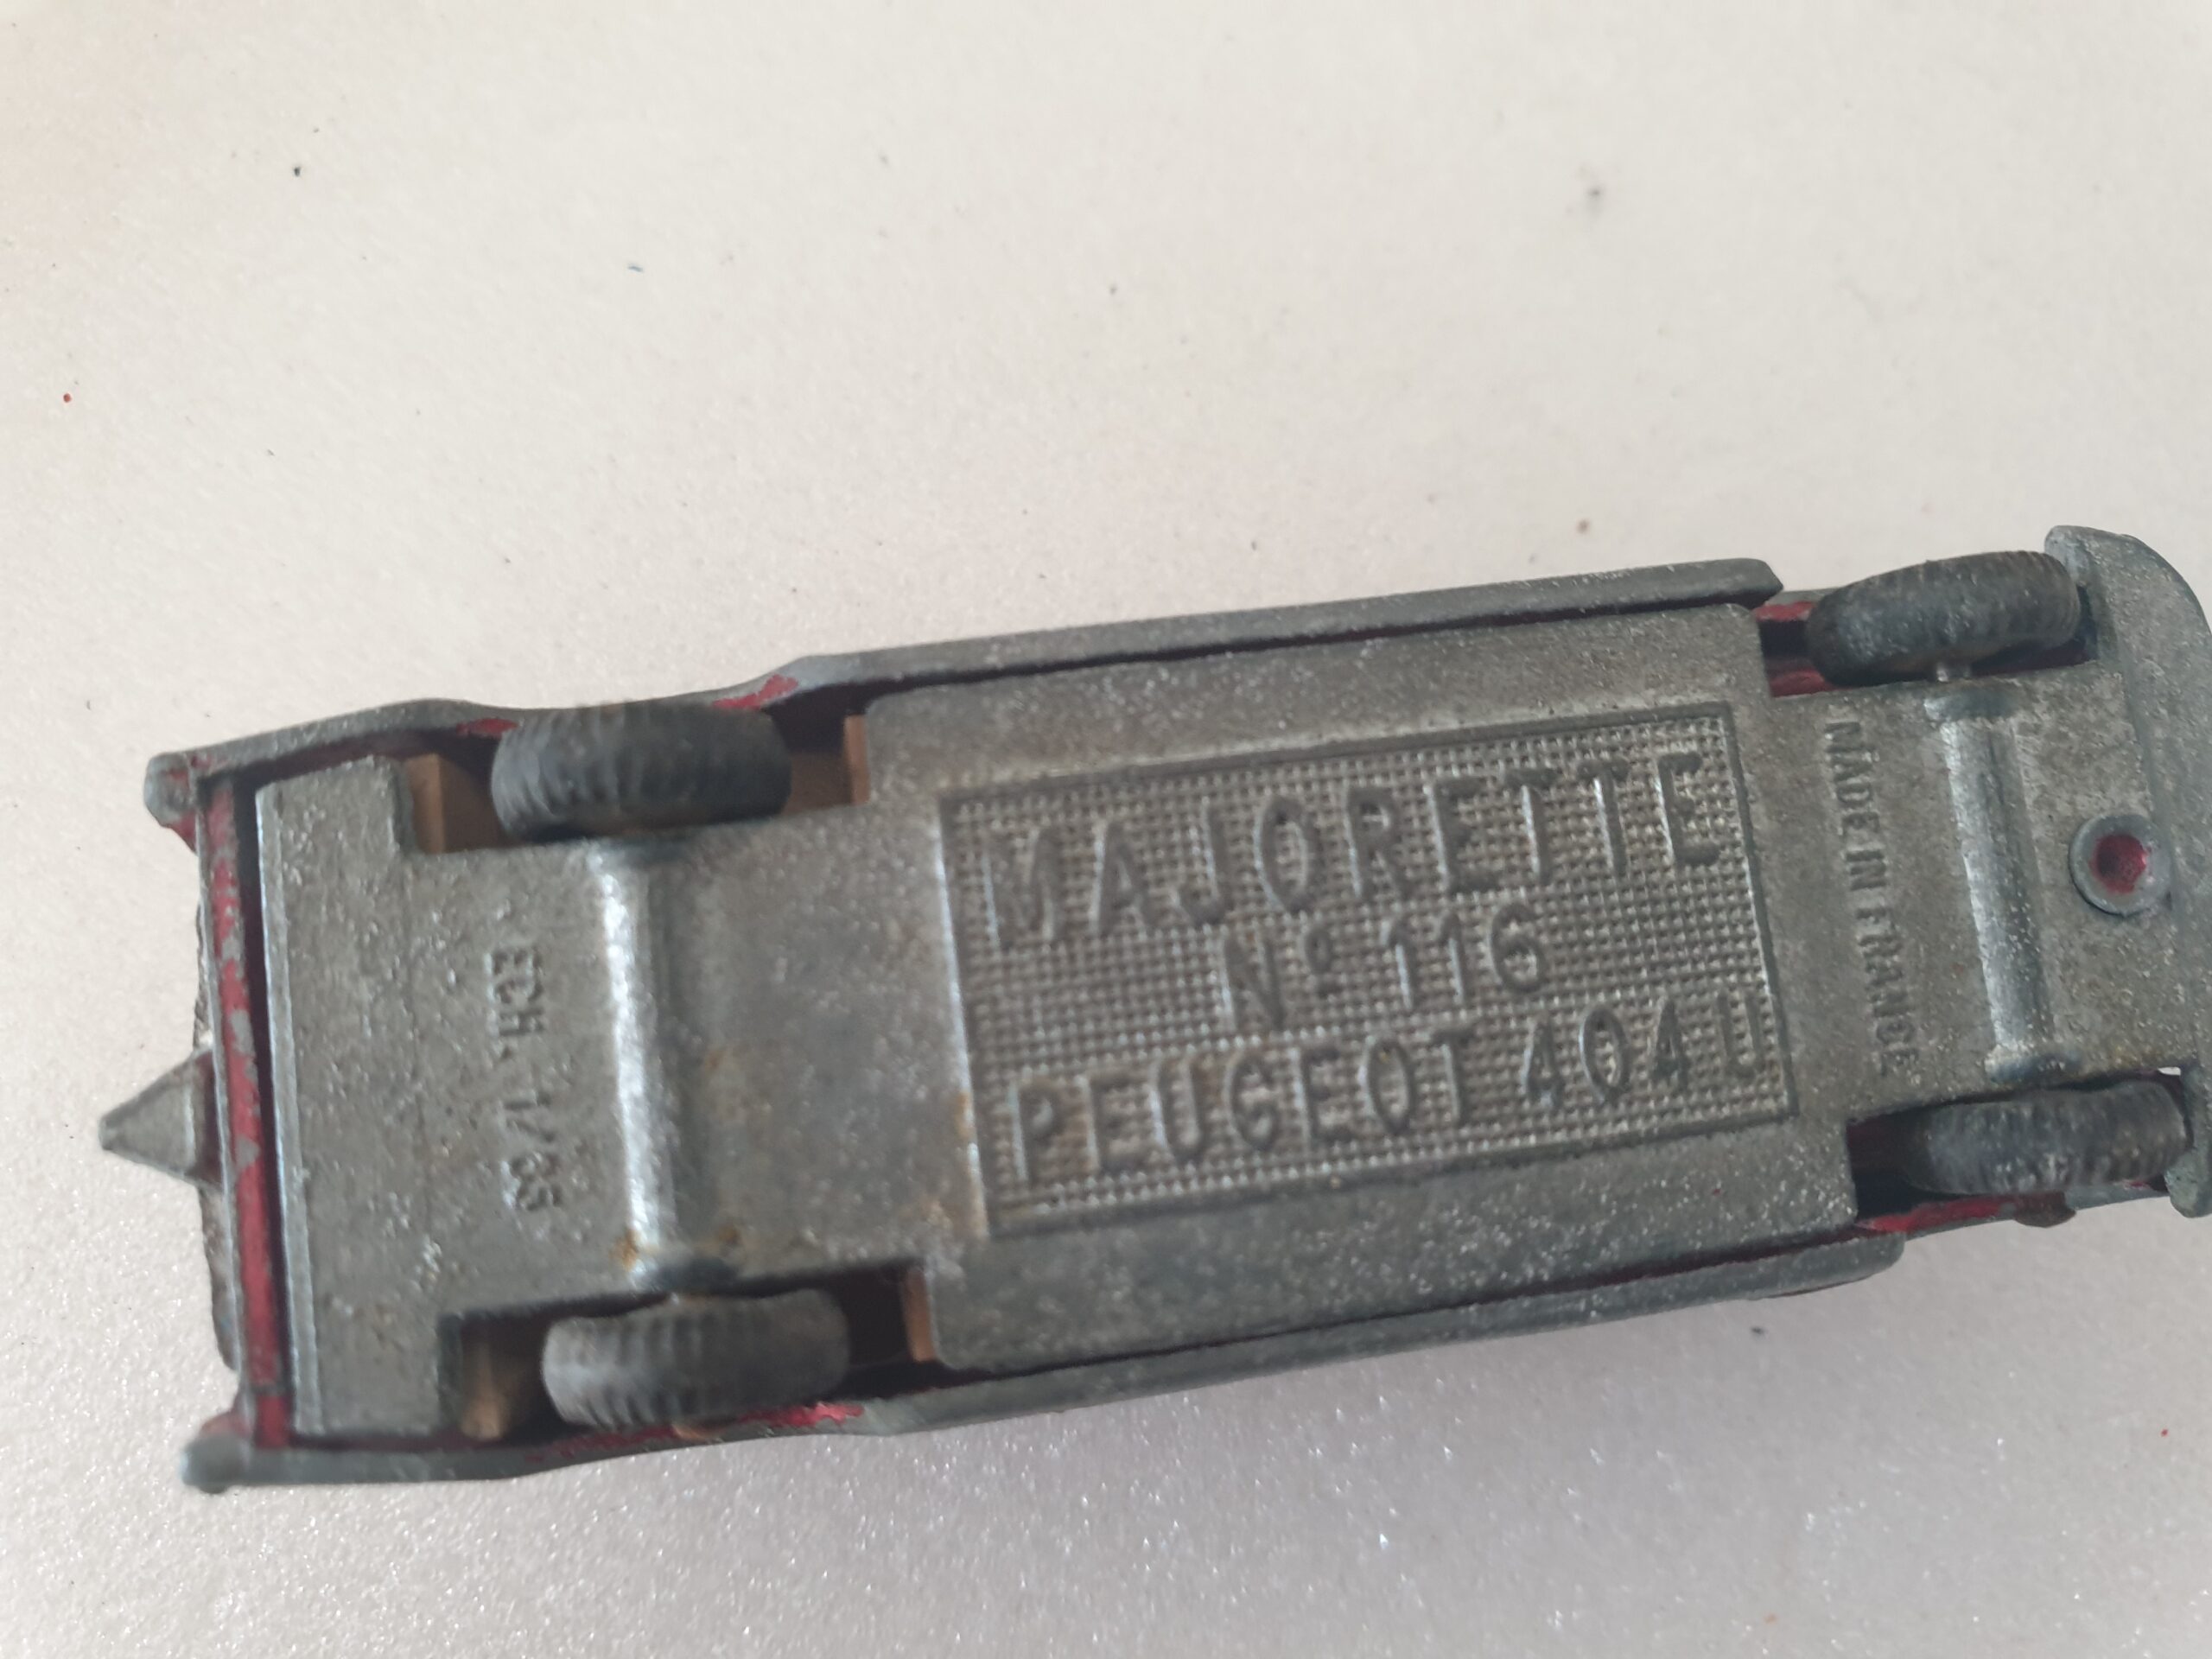 MAJORETTE
Nº 116
PEUGEOT 404 U
MADE IN FRANCE
ECH. 1/65